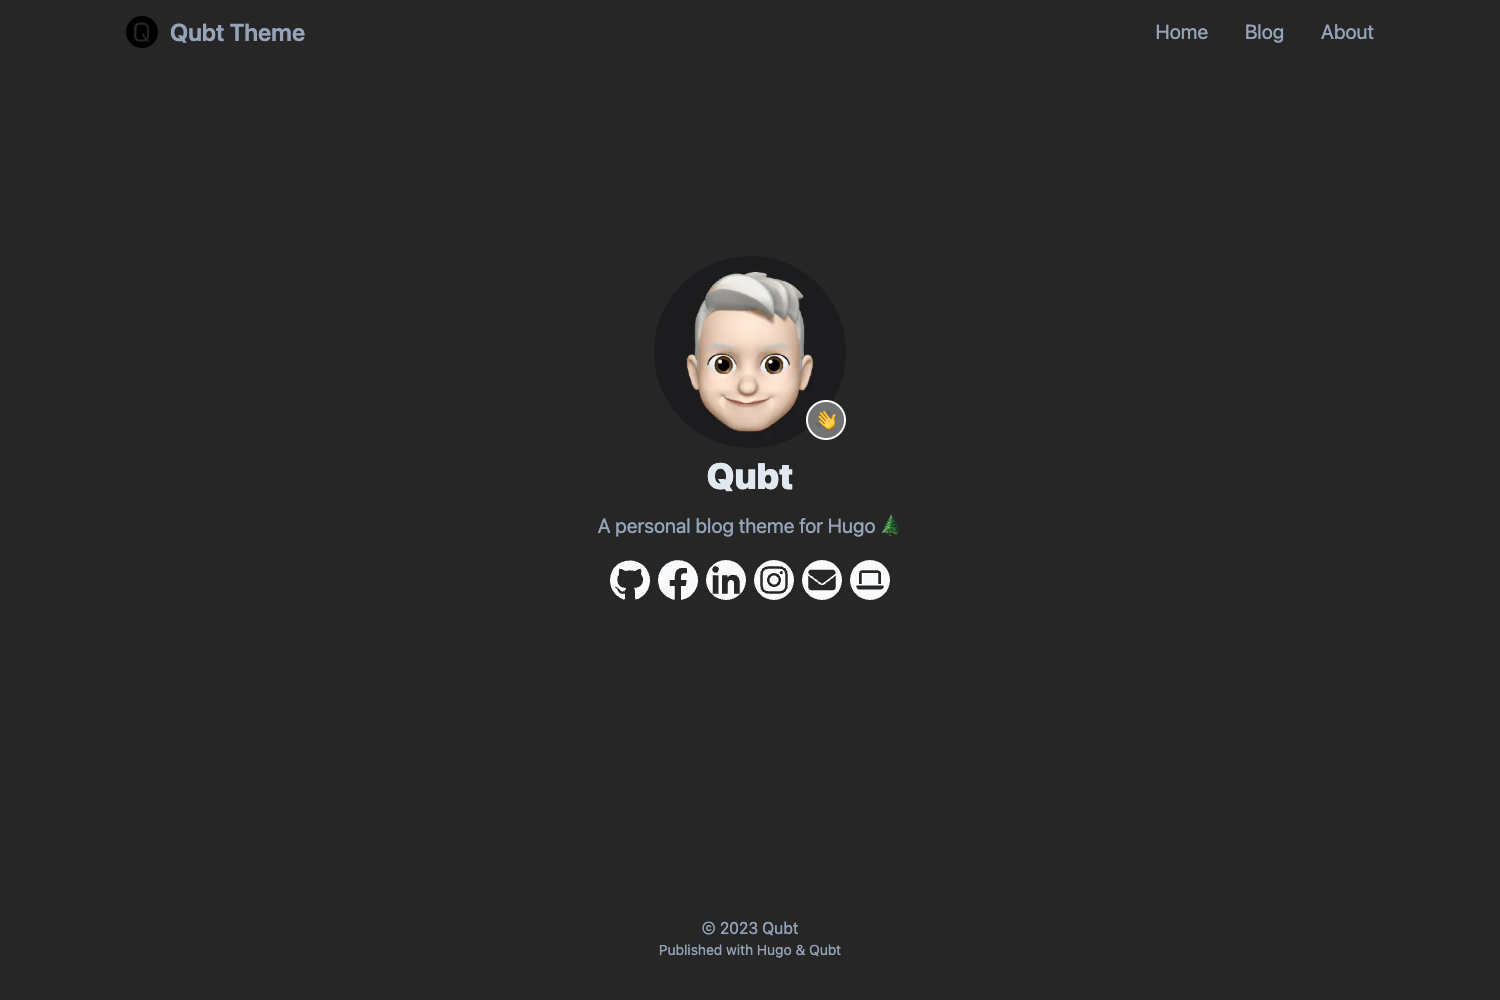 Qubt Theme
Home
Blog
About
Qubt
A personal blog theme for Hugo 🌲
© 2023 Qubt
Published with Hugo & Qubt